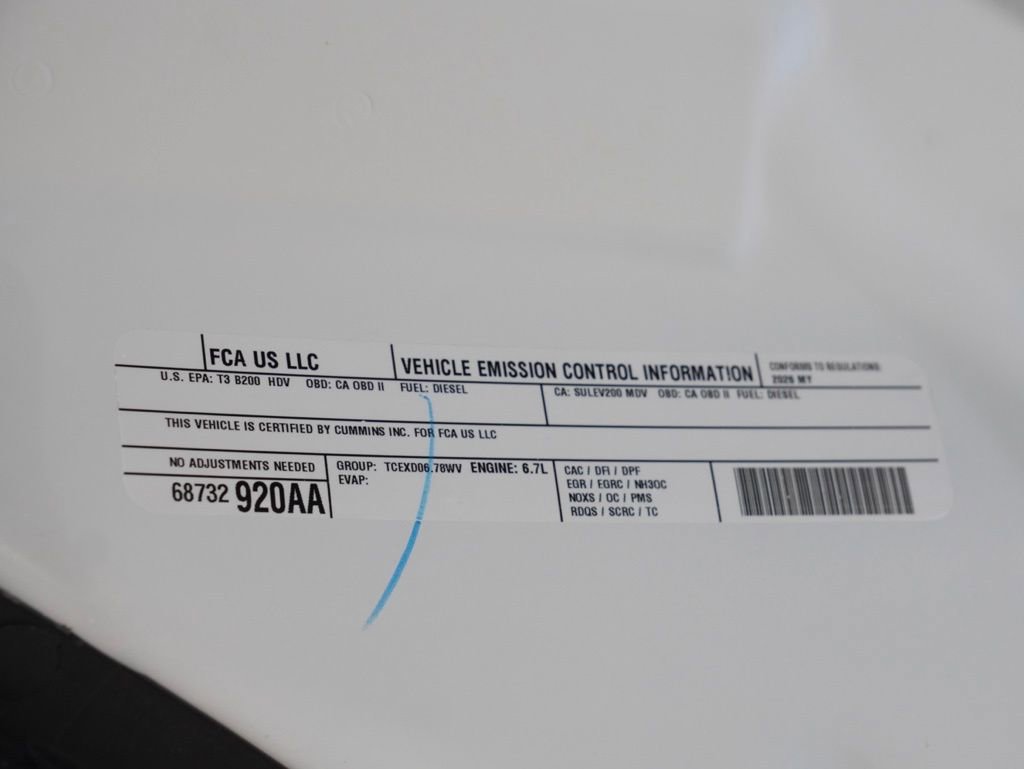 FCA US LLC
VEHICLE EMISSION CONTROL INFORMATION
CONFORMS TO REGULATIONS:
2026 MY
U.S. EPA: T3 B200 HDV OBD: CA OBD II FUEL: DIESEL
CA: SULEV200 MDV OBD: CA OBD II FUEL: DIESEL
THIS VEHICLE IS CERTIFIED BY CUMMINS INC. FOR FCA US LLC
NO ADJUSTMENTS NEEDED
68732 920AA
GROUP: TCEXD06.78WV ENGINE: 6.7L
EVAP:
CAC / DFI / DPF
EGR / EGRC / NH3OC
NOXS / OC / PMS
RDQS / SCRC / TC